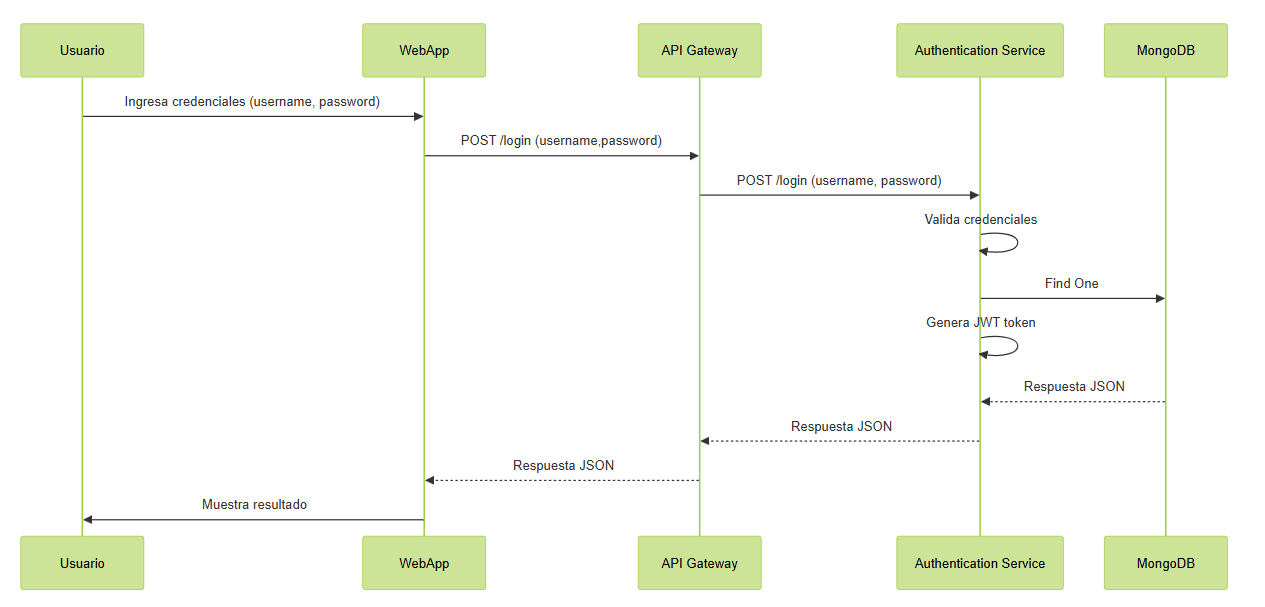 Usuario
WebApp
API Gateway
Authentication Service
MongoDB
Ingresa credenciales (username, password)
POST /login (username,password)
POST /login (username, password)
Valida credenciales
Find One
Genera JWT token
Respuesta JSON
Respuesta JSON
Respuesta JSON
Muestra resultado
Usuario
WebApp
API Gateway
Authentication Service
MongoDB